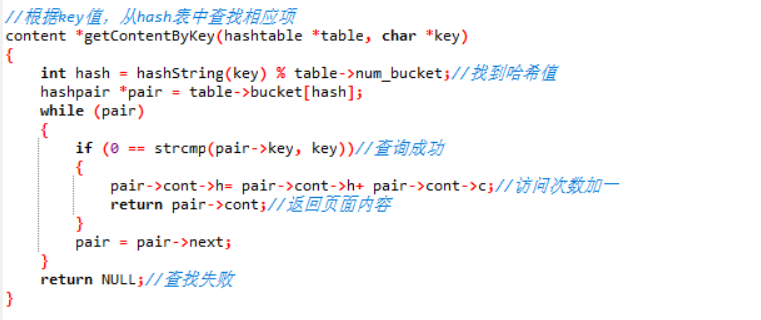 //根据key值，从hash表中查找相应项
content *getContentByKey(hashtable *table, char *key)
{
    int hash = hashString(key) % table->num_bucket;//找到哈希值
    hashpair *pair = table->bucket[hash];
    while (pair)
    {
        if (0 == strcmp(pair->key, key))//查询成功
        {
            pair->cont->h= pair->cont->h+ pair->cont->c;//访问次数加一
            return pair->cont;//返回页面内容
        }
        pair = pair->next;
    }
    return NULL;//查找失败
}